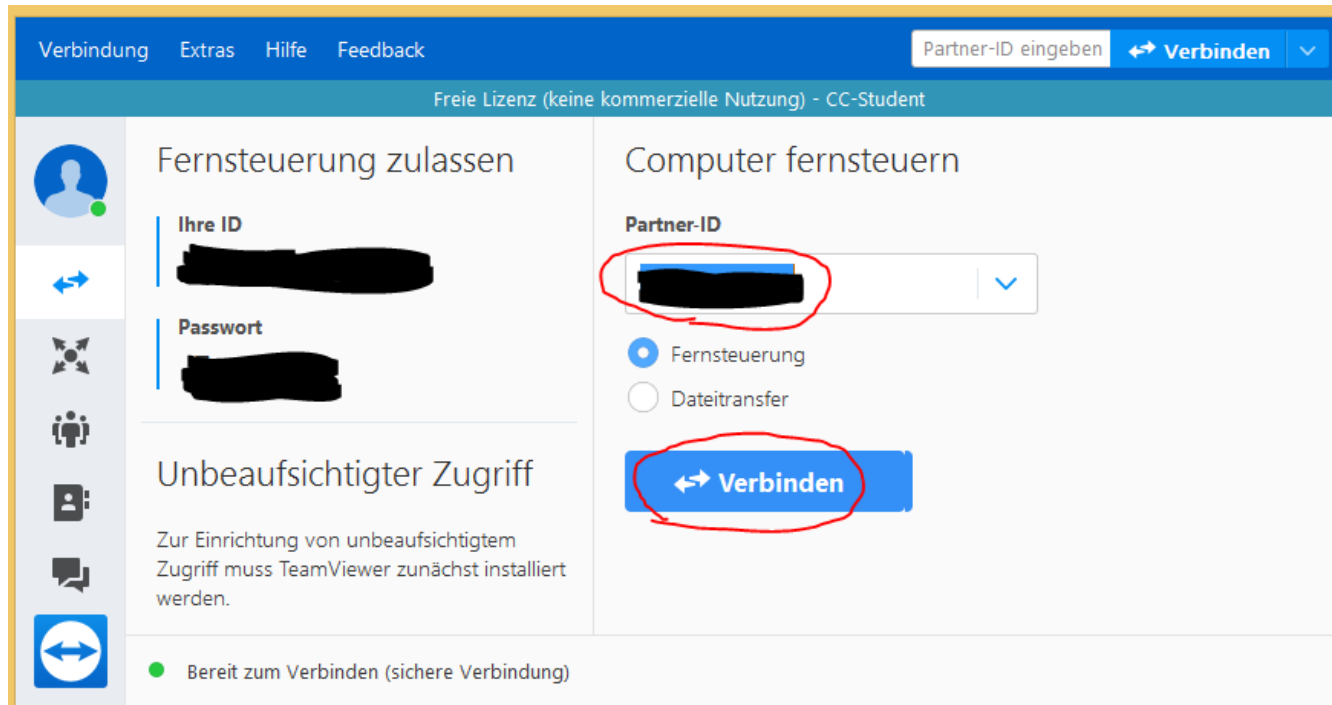 Verbindung Extras Hilfe Feedback
Partner-ID eingeben Verbinden
Freie Lizenz (keine kommerzielle Nutzung) - CC-Student
Fernsteuerung zulassen
Ihre ID
Passwort
Unbeaufsichtigter Zugriff
Zur Einrichtung von unbeaufsichtigtem
Zugriff muss TeamViewer zunächst installiert
werden.
Computer fernsteuern
Partner-ID
Fernsteuerung
Dateitransfer
Verbinden
Bereit zum Verbinden (sichere Verbindung)